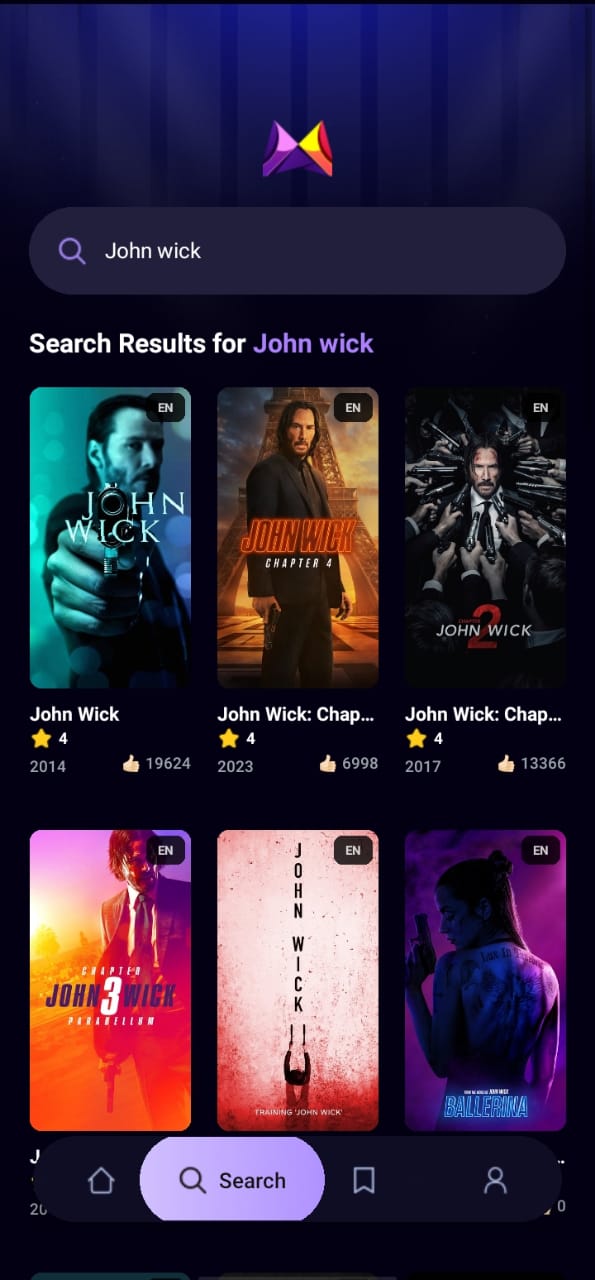 John wick
Search Results for John wick
EN
EN
EN
JOHN
WICK
JOHN WICK
CHAPTER 4
CHAPTER
2
JOHN WICK
John Wick
John Wick: Chap...
John Wick: Chap...
4
4
4
2014
19624
2023
6998
2017
13366
EN
EN
EN
JOHN WICK
CHAPTER
JOHN 3 WICK
PARABELLUM
TRAINING 'JOHN WICK'
FROM THE WORLD OF JOHN WICK
BALLERINA
J
..
Search
20
0